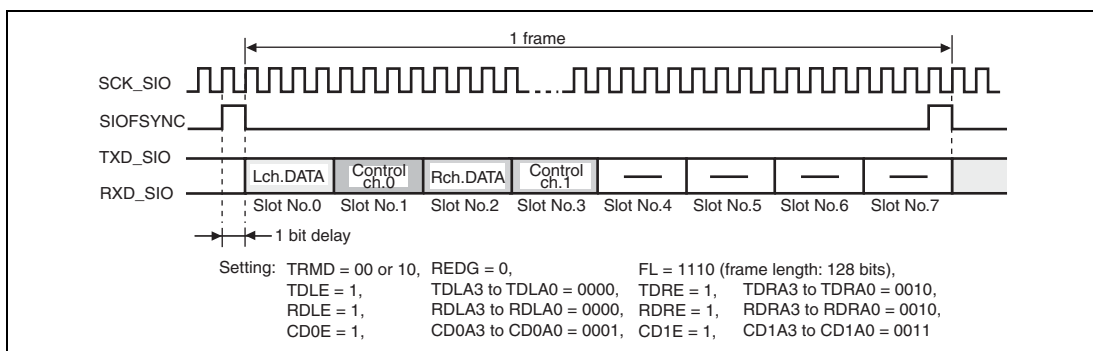 1 frame
SCK_SIO
SIOFSYNC
TXD_SIO
RXD_SIO
Lch.DATA
Control ch.0
Rch.DATA
Control ch.1
Slot No.0 Slot No.1 Slot No.2 Slot No.3 Slot No.4 Slot No.5 Slot No.6 Slot No.7
1 bit delay
Setting: TRMD = 00 or 10, REDG = 0, FL = 1110 (frame length: 128 bits),
TDLE = 1, TDLA3 to TDLA0 = 0000, TDRE = 1, TDRA3 to TDRA0 = 0010,
RDLE = 1, RDLA3 to RDLA0 = 0000, RDRE = 1, RDRA3 to RDRA0 = 0010,
CD0E = 1, CD0A3 to CD0A0 = 0001, CD1E = 1, CD1A3 to CD1A0 = 0011